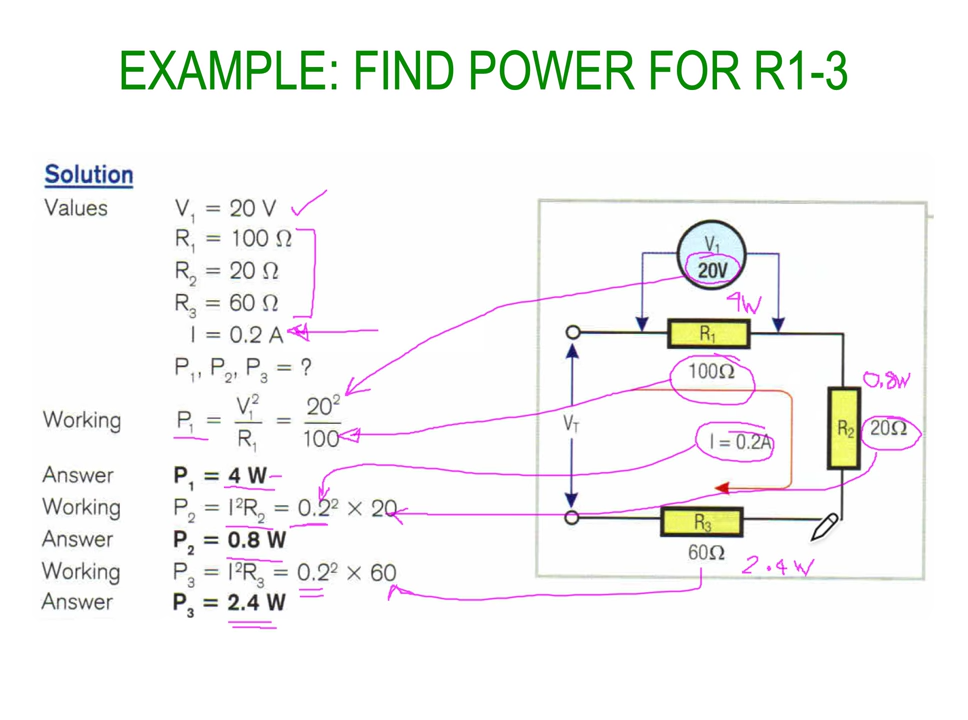 EXAMPLE: FIND POWER FOR R1-3
Solution
Values V₁ = 20 V
R₁ = 100 Ω
R₂ = 20 Ω
R₃ = 60 Ω
I = 0.2 A
P₁, P₂, P₃ = ?
Working P₁ = V₁²/R₁ = 20²/100
Answer P₁ = 4 W
Working P₂ = I²R₂ = 0.2² × 20
Answer P₂ = 0.8 W
Working P₃ = I²R₃ = 0.2² × 60
Answer P₃ = 2.4 W
V₁
20V
4W
R₁
100Ω
0.8W
V_T
I = 0.2A
R₂ 20Ω
R₃
60Ω
2.4W